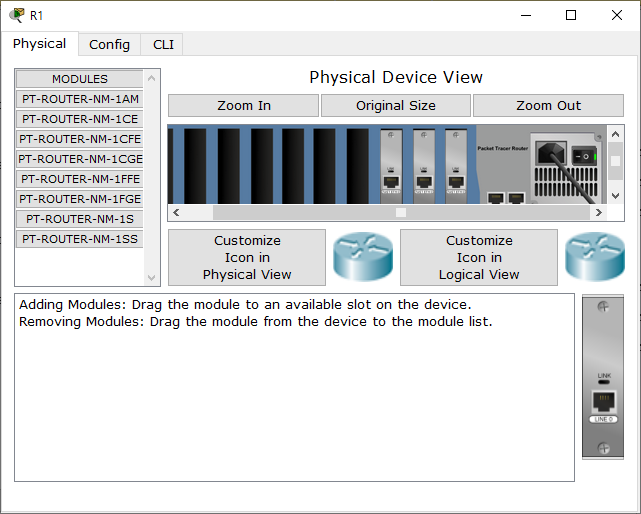 R1
Physical
Config
CLI
MODULES
PT-ROUTER-NM-1AM
PT-ROUTER-NM-1CE
PT-ROUTER-NM-1CFE
PT-ROUTER-NM-1CGE
PT-ROUTER-NM-1FFE
PT-ROUTER-NM-1FGE
PT-ROUTER-NM-1S
PT-ROUTER-NM-1SS
Physical Device View
Zoom In
Original Size
Zoom Out
Packet Tracer Router
Customize
Icon in
Physical View
Customize
Icon in
Logical View
Adding Modules: Drag the module to an available slot on the device.
Removing Modules: Drag the module from the device to the module list.
LINK
LINE 0